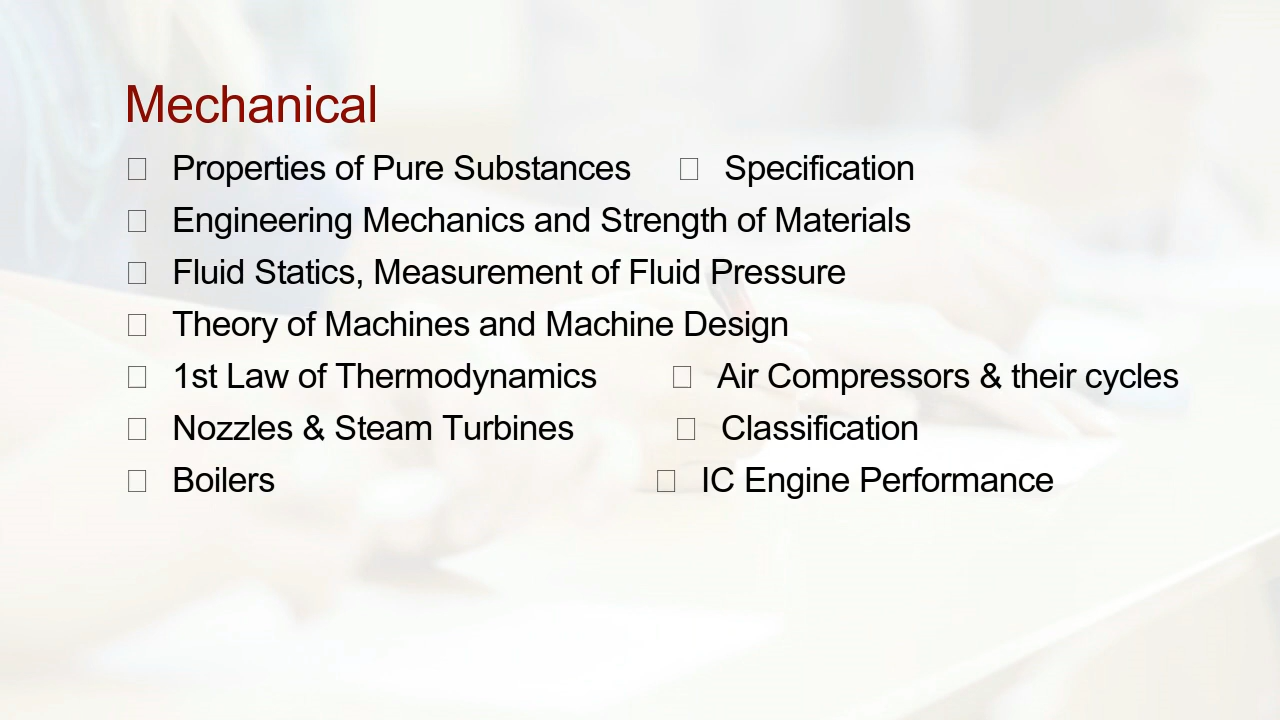 Mechanical
□ Properties of Pure Substances □ Specification
□ Engineering Mechanics and Strength of Materials
□ Fluid Statics, Measurement of Fluid Pressure
□ Theory of Machines and Machine Design
□ 1st Law of Thermodynamics □ Air Compressors & their cycles
□ Nozzles & Steam Turbines □ Classification
□ Boilers □ IC Engine Performance